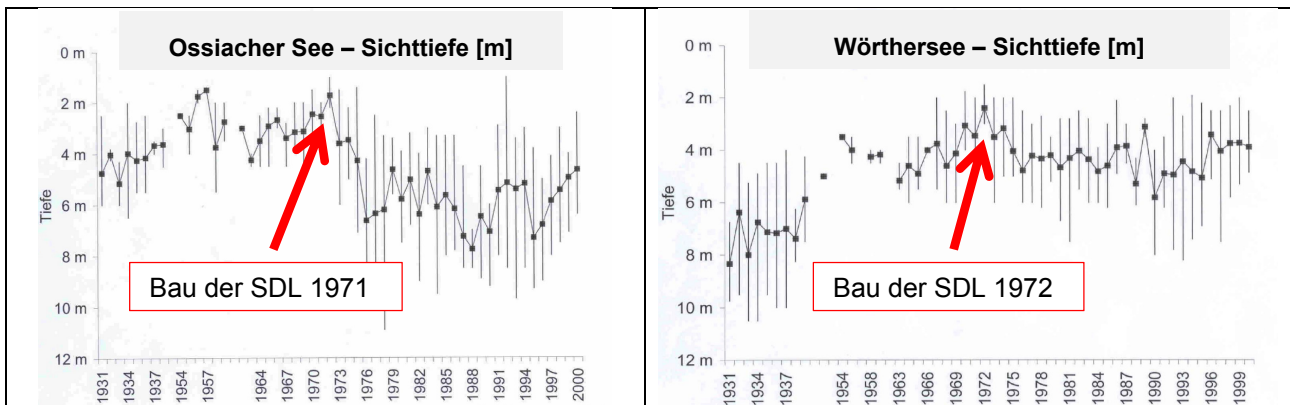 Ossiacher See – Sichttiefe [m]
0 m
2 m
4 m
6 m
8 m
10 m
12 m
Tiefe
Bau der SDL 1971
1931
1934
1937
1954
1957
1964
1967
1970
1973
1976
1979
1982
1985
1988
1991
1994
1997
2000
Wörthersee – Sichttiefe [m]
0 m
2 m
4 m
6 m
8 m
10 m
12 m
Tiefe
Bau der SDL 1972
1931
1934
1937
1954
1958
1963
1966
1969
1972
1975
1978
1981
1984
1987
1990
1993
1996
1999